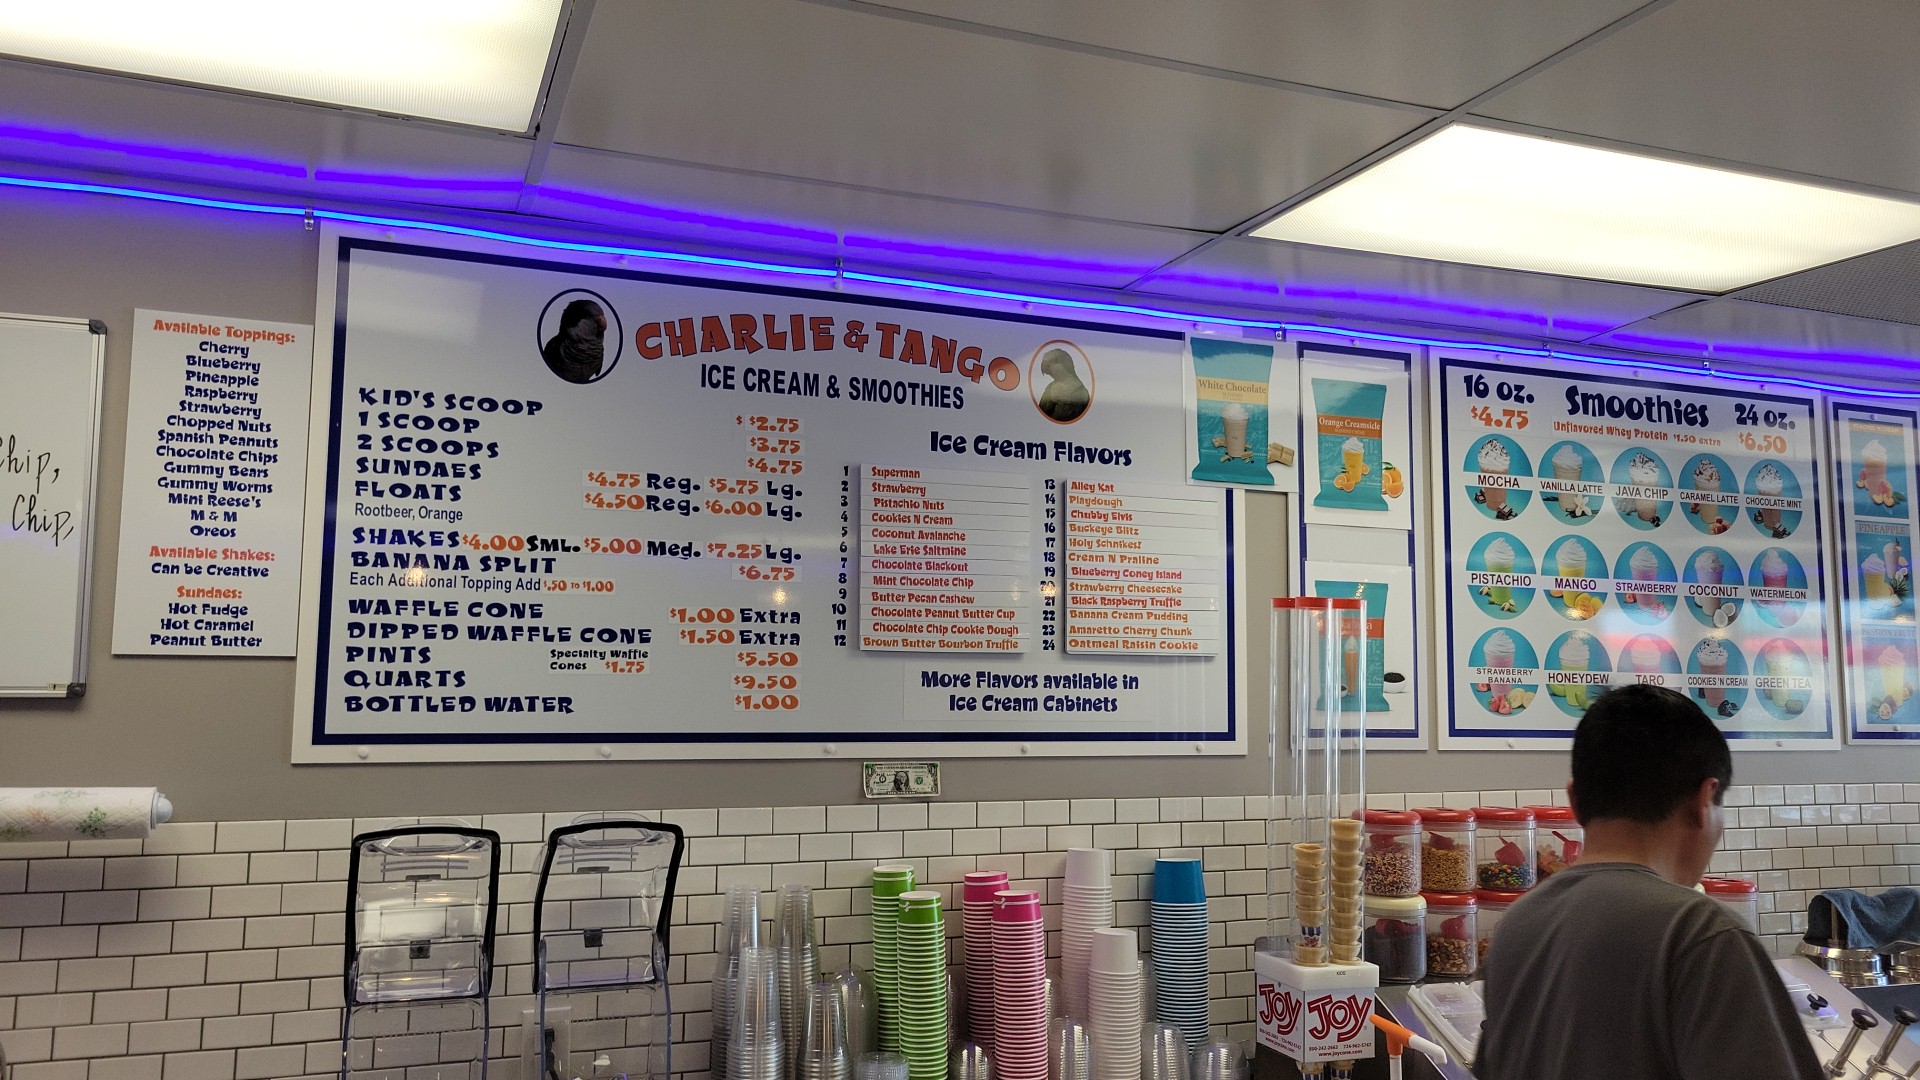 Chip,
Chip,
Available Toppings:
Cherry
Blueberry
Pineapple
Raspberry
Strawberry
Chopped Nuts
Spanish Peanuts
Chocolate Chips
Gummy Bears
Gummy Worms
Mini Reese's
M & M
Oreos
Available Shakes:
Can be Creative
Sundaes:
Hot Fudge
Hot Caramel
Peanut Butter
CHARLIE & TANGO
ICE CREAM & SMOOTHIES
KID'S SCOOP $ $2.75
1 SCOOP $3.75
2 SCOOPS $4.75
SUNDAES $4.75 Reg. $5.75 Lg.
FLOATS $4.50 Reg. $6.00 Lg.
Rootbeer, Orange
SHAKES $4.00 SML. $5.00 Med. $7.25 Lg.
BANANA SPLIT $6.75
Each Additional Topping Add $.50 TO $1.00
WAFFLE CONE $1.00 Extra
DIPPED WAFFLE CONE $1.50 Extra
Specialty Waffle
Cones $1.75
PINTS $5.50
QUARTS $9.50
BOTTLED WATER $1.00
Ice Cream Flavors
1 Superman
2 Strawberry
3 Pistachio Nuts
4 Cookies N Cream
5 Coconut Avalanche
6 Lake Erie Saltmine
7 Chocolate Blackout
8 Mint Chocolate Chip
9 Butter Pecan Cashew
10 Chocolate Peanut Butter Cup
11 Chocolate Chip Cookie Dough
12 Brown Butter Bourbon Truffle
13 Alley Kat
14 Playdough
15 Chubby Elvis
16 Buckeye Blitz
17 Holy Schnikes!
18 Cream N Praline
19 Blueberry Coney Island
20 Strawberry Cheesecake
21 Black Raspberry Truffle
22 Banana Cream Pudding
23 Amaretto Cherry Chunk
24 Oatmeal Raisin Cookie
More Flavors available in
Ice Cream Cabinets
White Chocolate
Orange Creamsicle
16 oz. Smoothies 24 oz.
$4.75 Unflavored Whey Protein $1.50 extra $6.50
MOCHA
VANILLA LATTE
JAVA CHIP
CARAMEL LATTE
CHOCOLATE MINT
PISTACHIO
MANGO
STRAWBERRY
COCONUT
WATERMELON
STRAWBERRY
BANANA
HONEYDEW
TARO
COOKIES 'N CREAM
GREEN TEA
PINEAPPLE
KIDS
JOY JOY
800-242-2663 724-962-5747
www.joycone.com